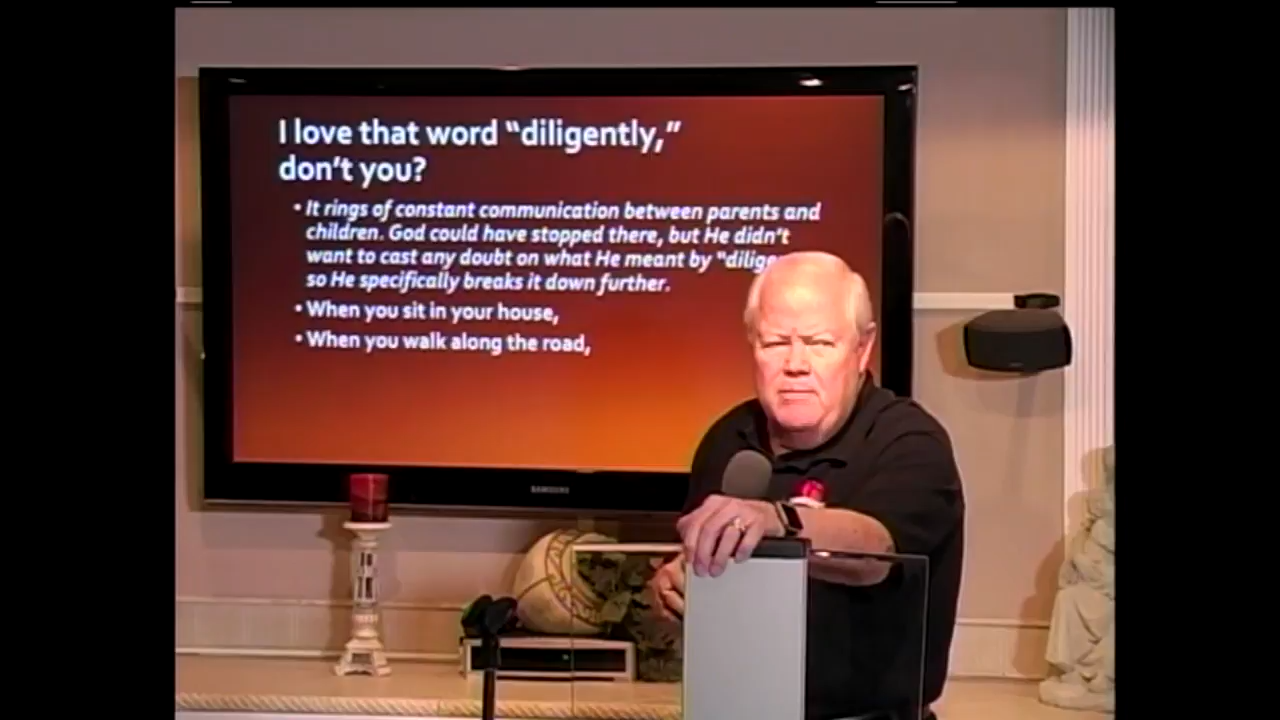 I love that word “diligently,”
don’t you?
• It rings of constant communication between parents and
children. God could have stopped there, but He didn’t
want to cast any doubt on what He meant by "dilige
so He specifically breaks it down further.
• When you sit in your house,
• When you walk along the road,
SAMSUNG